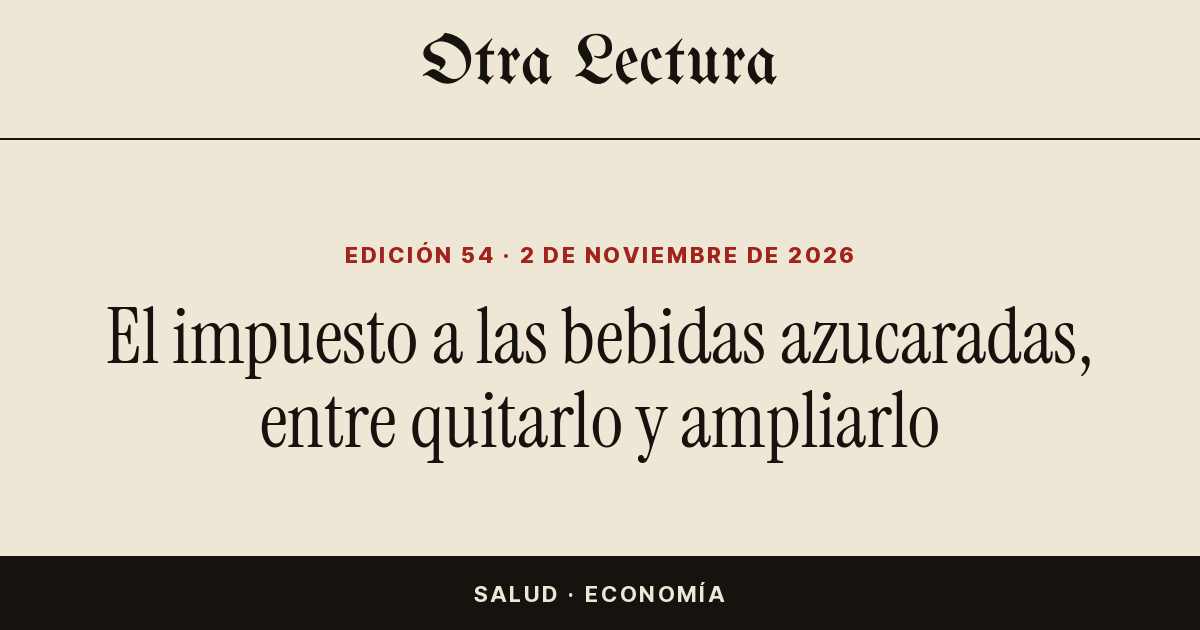 Otra Lectura
EDICIÓN 54 · 2 DE NOVIEMBRE DE 2026
El impuesto a las bebidas azucaradas,
entre quitarlo y ampliarlo
SALUD · ECONOMÍA